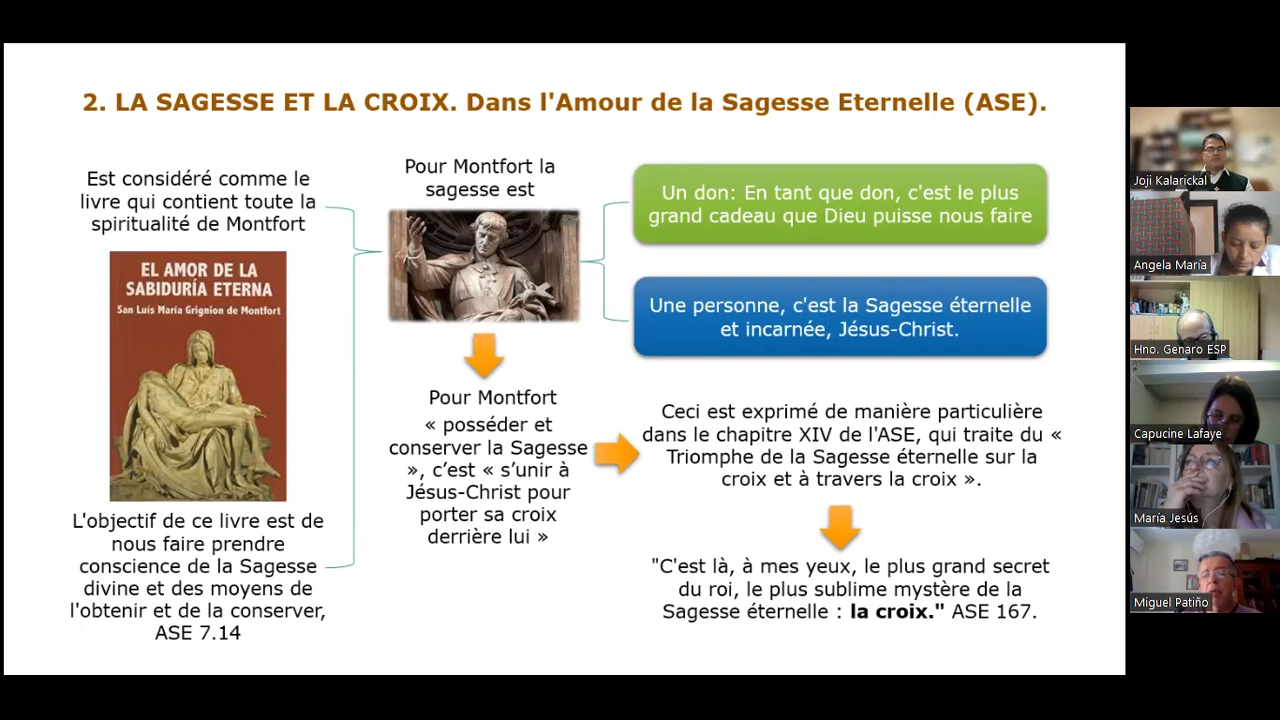 2. LA SAGESSE ET LA CROIX. Dans l'Amour de la Sagesse Eternelle (ASE).
Est considéré comme le
livre qui contient toute la
spiritualité de Montfort
EL AMOR DE LA
SABIDURÍA ETERNA
San Luis María Grignion de Montfort
L'objectif de ce livre est de
nous faire prendre
conscience de la Sagesse
divine et des moyens de
l'obtenir et de la conserver,
ASE 7.14
Pour Montfort la
sagesse est
Un don: En tant que don, c'est le plus
grand cadeau que Dieu puisse nous faire
Une personne, c'est la Sagesse éternelle
et incarnée, Jésus-Christ.
Pour Montfort
« posséder et
conserver la Sagesse
», c’est « s’unir à
Jésus-Christ pour
porter sa croix
derrière lui »
Ceci est exprimé de manière particulière
dans le chapitre XIV de l'ASE, qui traite du «
Triomphe de la Sagesse éternelle sur la
croix et à travers la croix ».
"C'est là, à mes yeux, le plus grand secret
du roi, le plus sublime mystère de la
Sagesse éternelle : la croix." ASE 167.
Joji Kalarickal
Angela María
Hno. Genaro ESP
Capucine Lafaye
María Jesús
Miguel Patiño